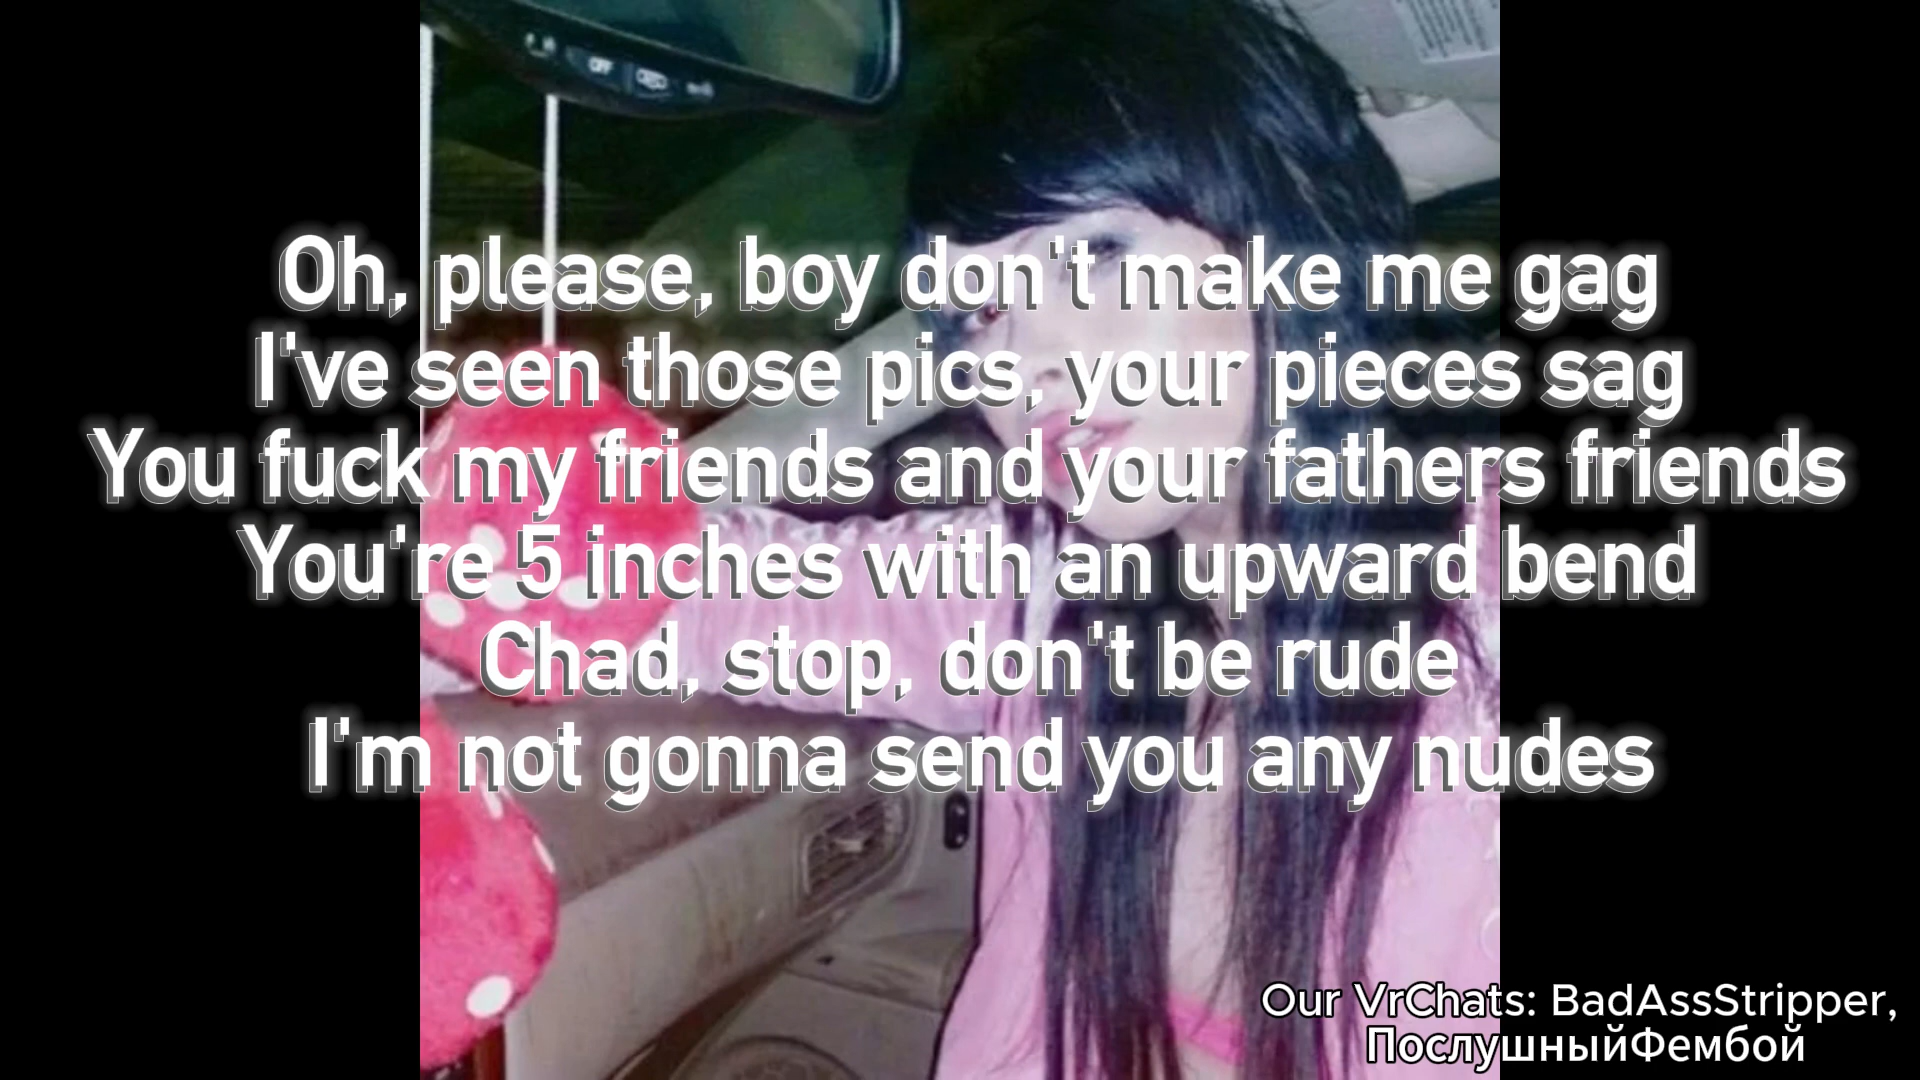 OFF
Oh, please, boy don't make me gag
I've seen those pics, your pieces sag
You fuck my friends and your fathers friends
You're 5 inches with an upward bend
Chad, stop, don't be rude
I'm not gonna send you any nudes
Our VrChats: BadAssStripper,
ПослушныйФембой